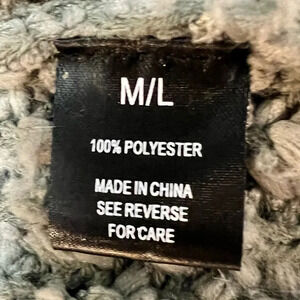 M/L
100% POLYESTER
MADE IN CHINA
SEE REVERSE
FOR CARE